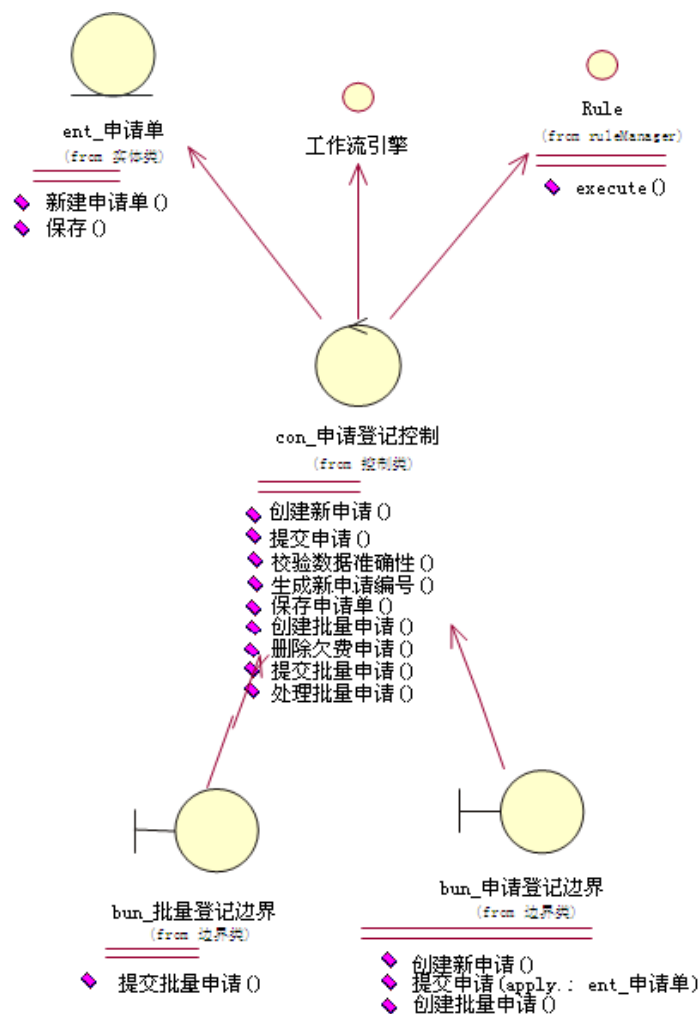 ent_申请单
(from 实体类)
新建申请单()
保存()
工作流引擎
Rule
(from ruleManager)
execute()
con_申请登记控制
(from 控制类)
创建新申请()
提交申请()
校验数据准确性()
生成新申请编号()
保存申请单()
创建批量申请()
删除欠费申请()
提交批量申请()
处理批量申请()
bun_批量登记边界
(from 边界类)
提交批量申请()
bun_申请登记边界
(from 边界类)
创建新申请()
提交申请(apply.: ent_申请单)
创建批量申请()